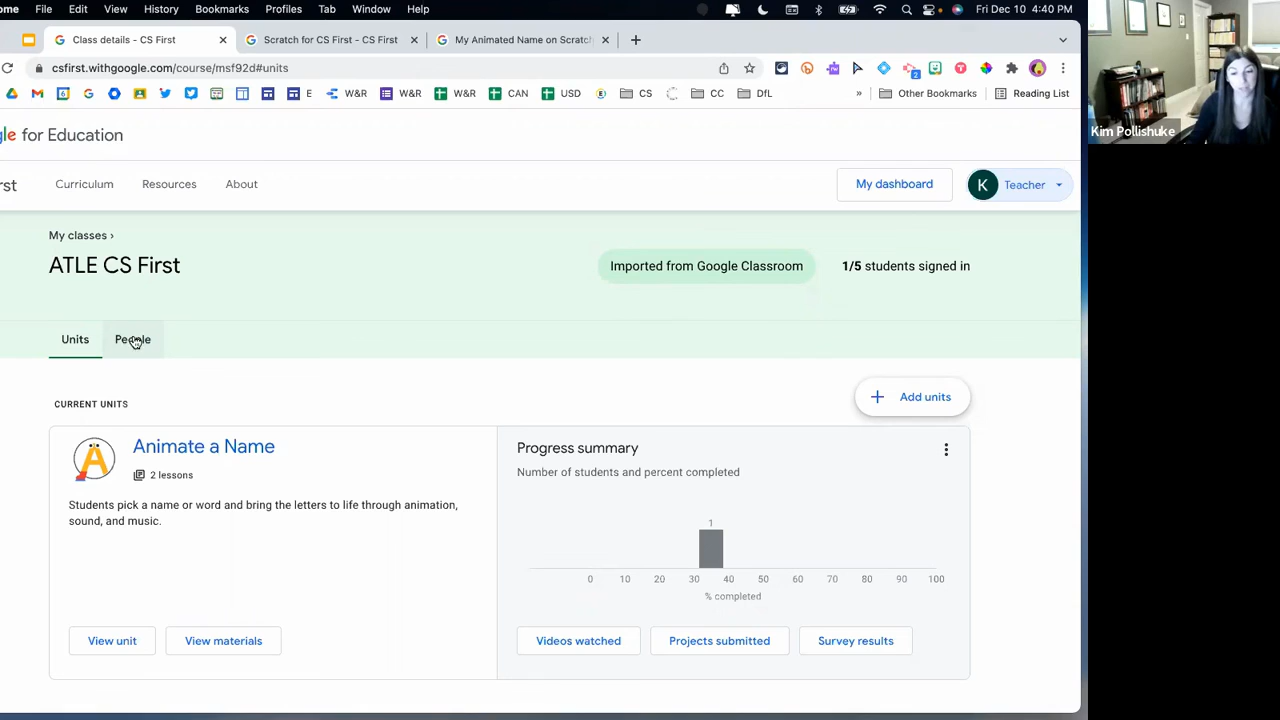 File Edit View History Bookmarks Profiles Tab Window Help Fri Dec 10 4:40 PM
Class details - CS First Scratch for CS First - CS First My Animated Name on Scratch
csfirst.withgoogle.com/course/msf92d#units
E W&R W&R W&R CAN USD CS CC DfL » Other Bookmarks Reading List
gle for Education
rst Curriculum Resources About My dashboard K Teacher
My classes ›
ATLE CS First Imported from Google Classroom 1/5 students signed in
Units People
CURRENT UNITS + Add units
Animate a Name
2 lessons
Students pick a name or word and bring the letters to life through animation,
sound, and music.
View unit View materials
Progress summary
Number of students and percent completed
1
0 10 20 30 40 50 60 70 80 90 100
% completed
Videos watched Projects submitted Survey results
Kim Pollishuke